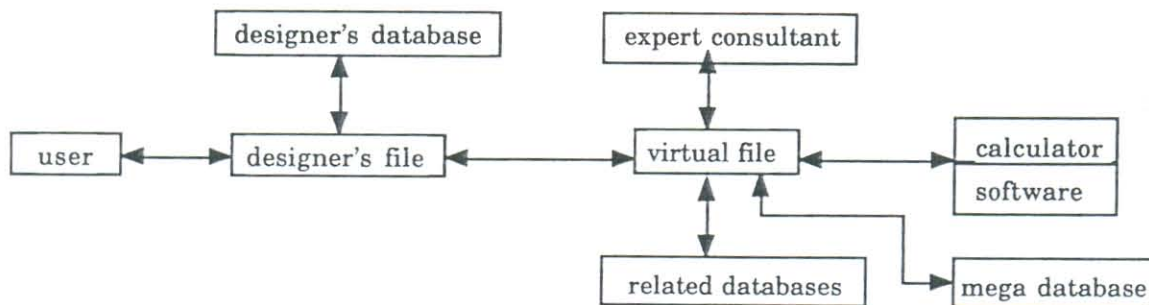 designer's database
expert consultant
user
designer's file
virtual file
calculator
software
related databases
mega database